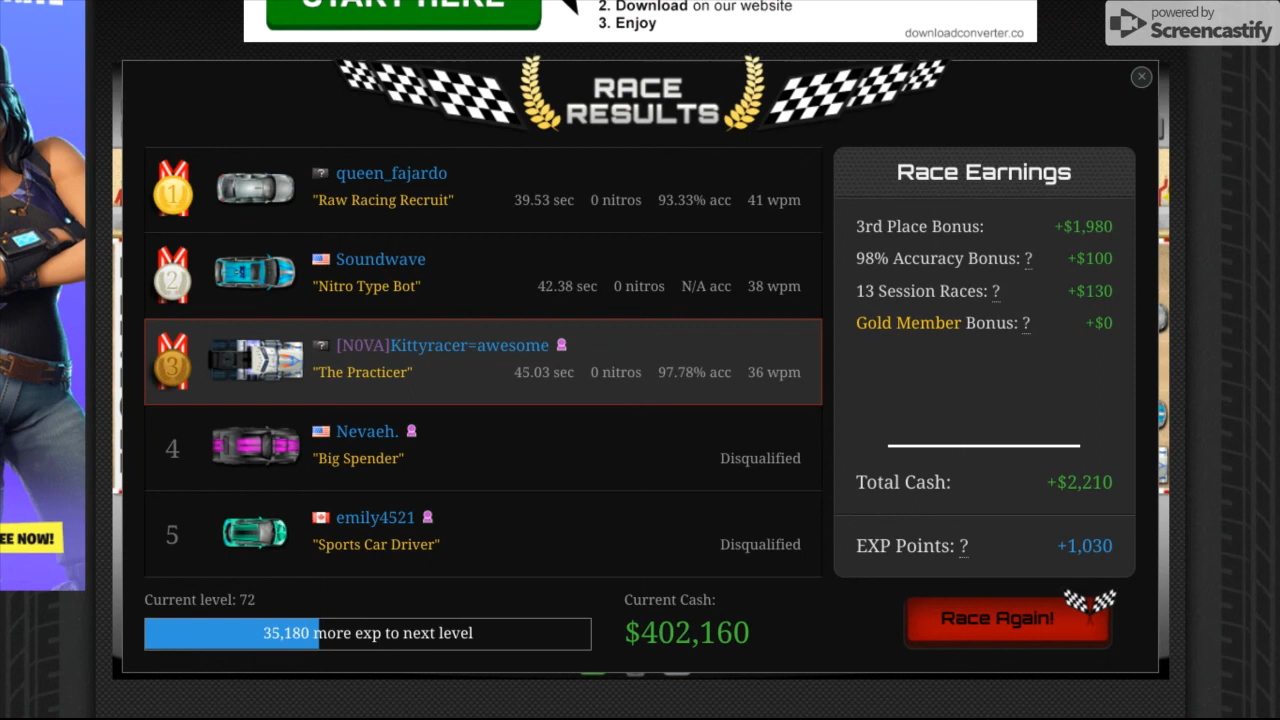 START HERE
2. Download on our website
3. Enjoy
downloadconverter.co
powered by
Screencastify
RACE
RESULTS
1
queen_fajardo
"Raw Racing Recruit" 39.53 sec 0 nitros 93.33% acc 41 wpm
2
Soundwave
"Nitro Type Bot" 42.38 sec 0 nitros N/A acc 38 wpm
3
[N0VA]Kittyracer=awesome
"The Practicer" 45.03 sec 0 nitros 97.78% acc 36 wpm
4
Nevaeh.
"Big Spender" Disqualified
5
emily4521
"Sports Car Driver" Disqualified
Race Earnings
3rd Place Bonus: +$1,980
98% Accuracy Bonus: ? +$100
13 Session Races: ? +$130
Gold Member Bonus: ? +$0
Total Cash: +$2,210
EXP Points: ? +1,030
Current level: 72
35,180 more exp to next level
Current Cash:
$402,160
Race Again!
EE NOW!